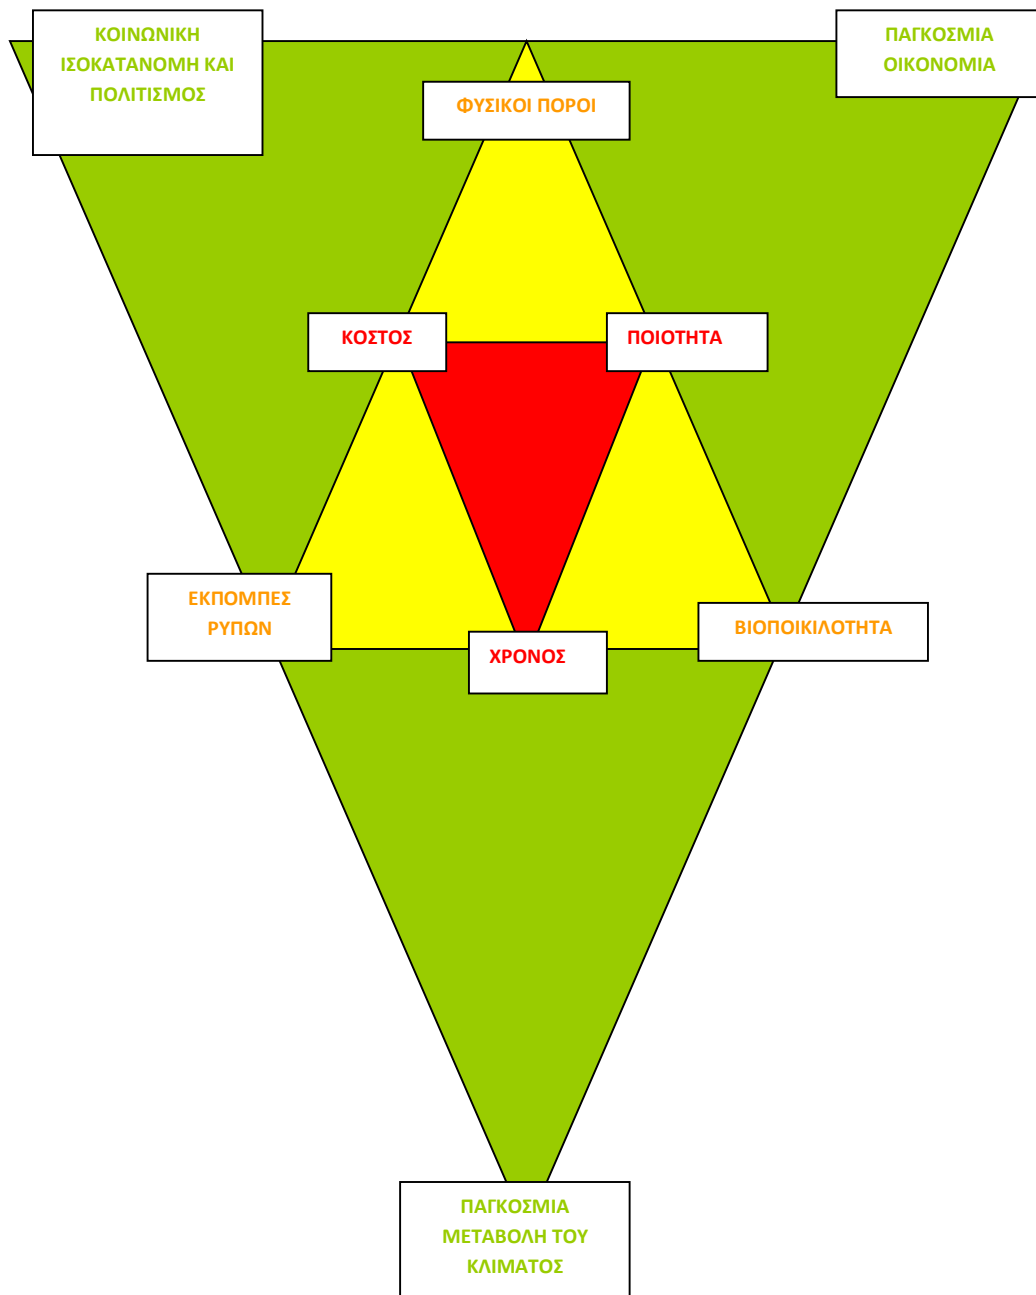 ΚΟΙΝΩΝΙΚΗ
ΙΣΟΚΑΤΑΝΟΜΗ ΚΑΙ
ΠΟΛΙΤΙΣΜΟΣ
ΠΑΓΚΟΣΜΙΑ
ΟΙΚΟΝΟΜΙΑ
ΦΥΣΙΚΟΙ ΠΟΡΟΙ
ΚΟΣΤΟΣ
ΠΟΙΟΤΗΤΑ
ΕΚΠΟΜΠΕΣ
ΡΥΠΩΝ
ΒΙΟΠΟΙΚΙΛΟΤΗΤΑ
ΧΡΟΝΟΣ
ΠΑΓΚΟΣΜΙΑ
ΜΕΤΑΒΟΛΗ ΤΟΥ
ΚΛΙΜΑΤΟΣ